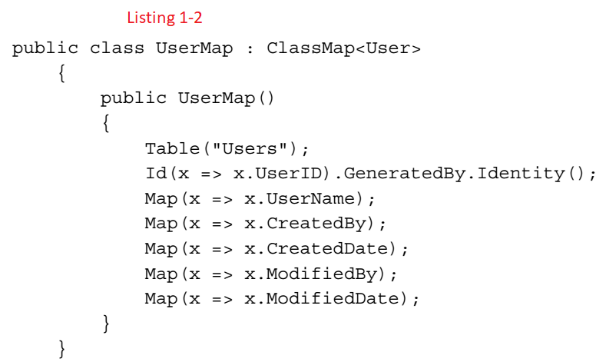 Listing 1-2
public class UserMap : ClassMap<User>
{
public UserMap()
{
Table("Users");
Id(x => x.UserID).GeneratedBy.Identity();
Map(x => x.UserName);
Map(x => x.CreatedBy);
Map(x => x.CreatedDate);
Map(x => x.ModifiedBy);
Map(x => x.ModifiedDate);
}
}